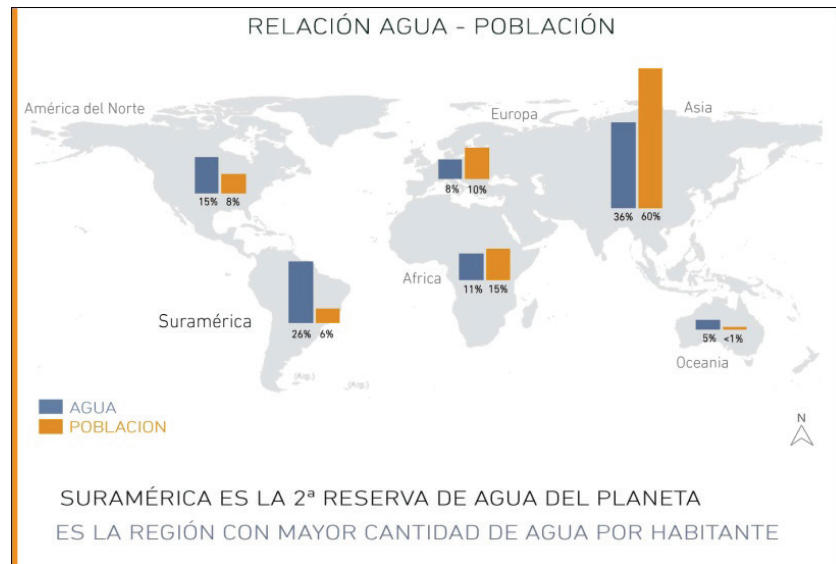 RELACIÓN AGUA - POBLACIÓN
América del Norte
Europa
Asia
15% 8%
8% 10%
36% 60%
Africa
11% 15%
Suramérica
26% 6%
5% <1%
Oceania
(Arg.)
(Arg.)
AGUA
POBLACION
N
SURAMÉRICA ES LA 2ª RESERVA DE AGUA DEL PLANETA
ES LA REGIÓN CON MAYOR CANTIDAD DE AGUA POR HABITANTE